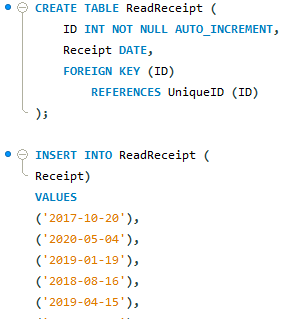 CREATE TABLE ReadReceipt (
ID INT NOT NULL AUTO_INCREMENT,
Receipt DATE,
FOREIGN KEY (ID)
REFERENCES UniqueID (ID)
);
INSERT INTO ReadReceipt (
Receipt)
VALUES
('2017-10-20'),
('2020-05-04'),
('2019-01-19'),
('2018-08-16'),
('2019-04-15'),